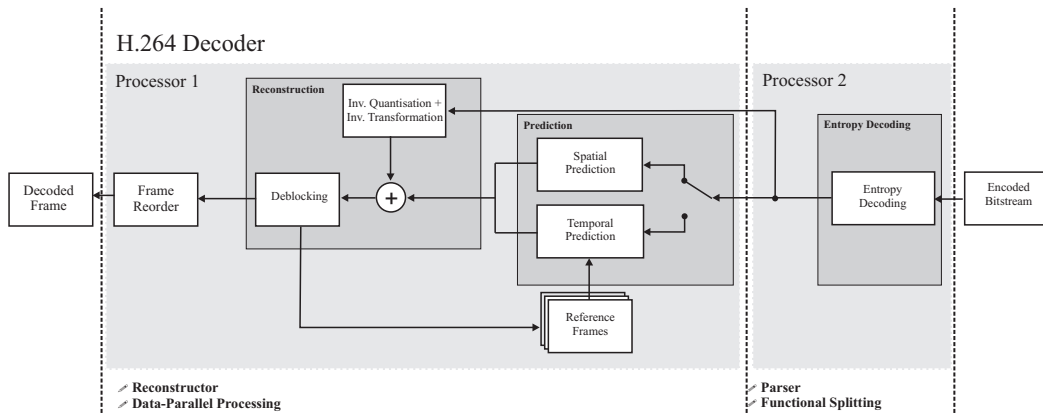 H.264 Decoder
Processor 1
Processor 2
Reconstruction
Inv. Quantisation +
Inv. Transformation
Prediction
Entropy Decoding
Spatial
Prediction
Decoded
Frame
Frame
Reorder
Deblocking
+
Temporal
Prediction
Entropy
Decoding
Encoded
Bitstream
Reference
Frames
Reconstructor
Data-Parallel Processing
Parser
Functional Splitting